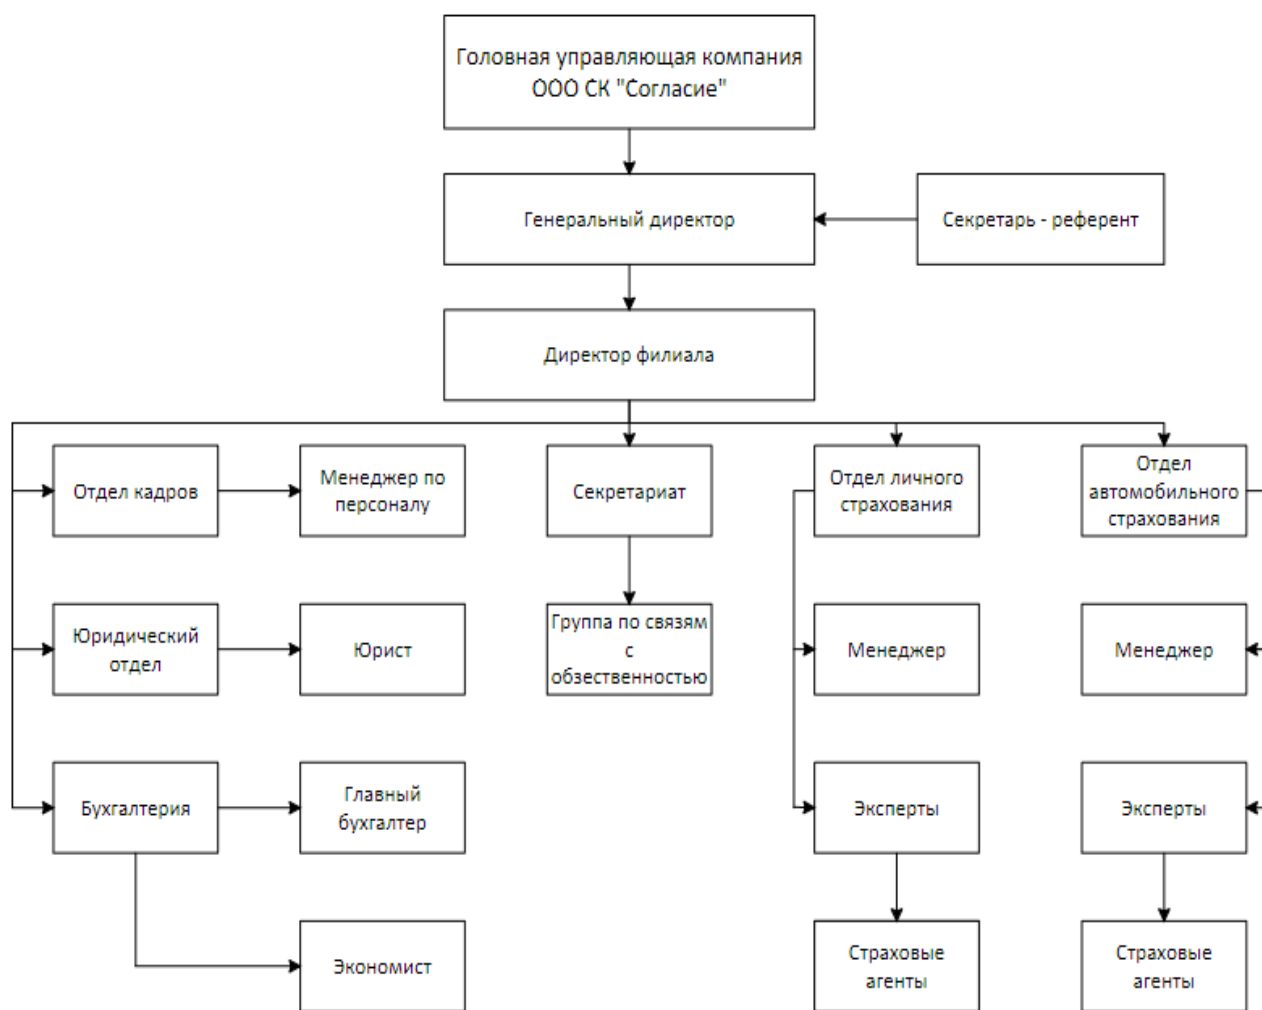 Головная управляющая компания
ООО СК "Согласие"
Генеральный директор
Секретарь - референт
Директор филиала
Отдел кадров
Менеджер по
персоналу
Секретариат
Отдел личного
страхования
Отдел
автомобильного
страхования
Юридический
отдел
Юрист
Группа по связям
с
обзественностью
Менеджер
Менеджер
Бухгалтерия
Главный
бухгалтер
Эксперты
Эксперты
Экономист
Страховые
агенты
Страховые
агенты